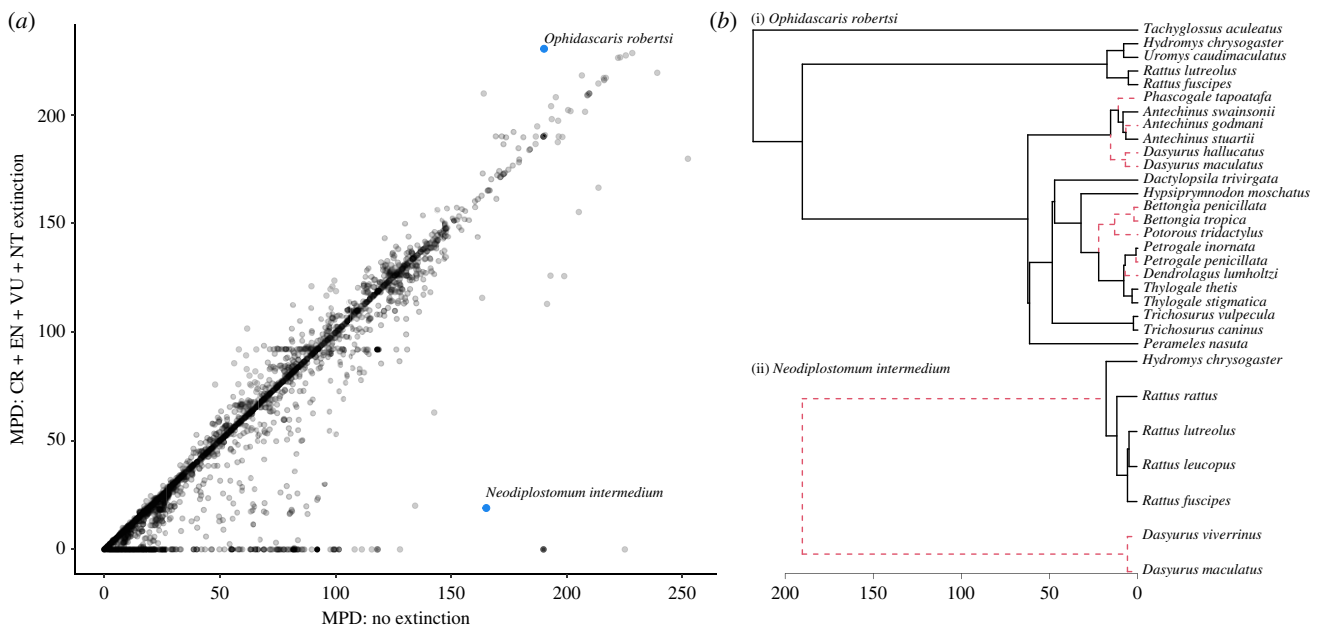 (a)
Ophidascaris robertsi
Neodiplostomum intermedium
MPD: CR + EN + VU + NT extinction
200
150
100
50
0
0 50 100 150 200 250
MPD: no extinction
(b)
(i) Ophidascaris robertsi
Tachyglossus aculeatus
Hydromys chrysogaster
Uromys caudimaculatus
Rattus lutreolus
Rattus fuscipes
Phascogale tapoatafa
Antechinus swainsonii
Antechinus godmani
Antechinus stuartii
Dasyurus hallucatus
Dasyurus maculatus
Dactylopsila trivirgata
Hypsiprymnodon moschatus
Bettongia penicillata
Bettongia tropica
Potorous tridactylus
Petrogale inornata
Petrogale penicillata
Dendrolagus lumholtzi
Thylogale thetis
Thylogale stigmatica
Trichosurus vulpecula
Trichosurus caninus
Perameles nasuta
(ii) Neodiplostomum intermedium
Hydromys chrysogaster
Rattus rattus
Rattus lutreolus
Rattus leucopus
Rattus fuscipes
Dasyurus viverrinus
Dasyurus maculatus
200 150 100 50 0